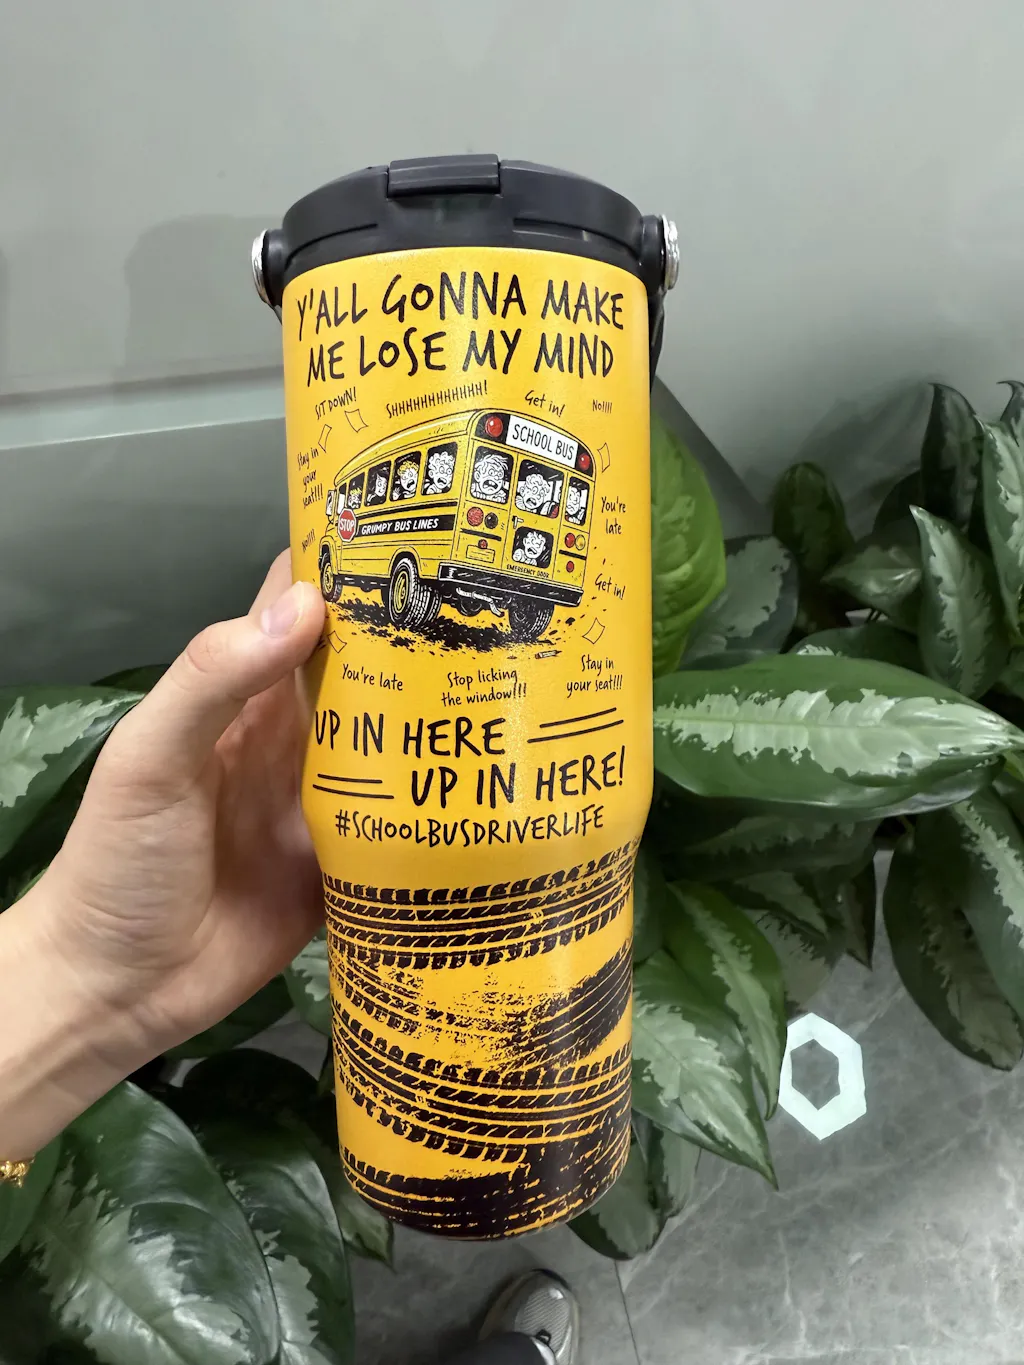 Y'ALL GONNA MAKE
ME LOSE MY MIND
SIT DOWN!
SHHHHHHHHHHH!
Get in!
No!!!!
Stay in
your
seat!!!
SCHOOL BUS
You're
late
STOP
GRUMPY BUS LINES
No!!!!
EMERGENCY DOOR
Get in!
You're late
Stop licking
the window!!!
Stay in
your seat!!!
UP IN HERE
UP IN HERE!
#SCHOOLBUSDRIVERLIFE